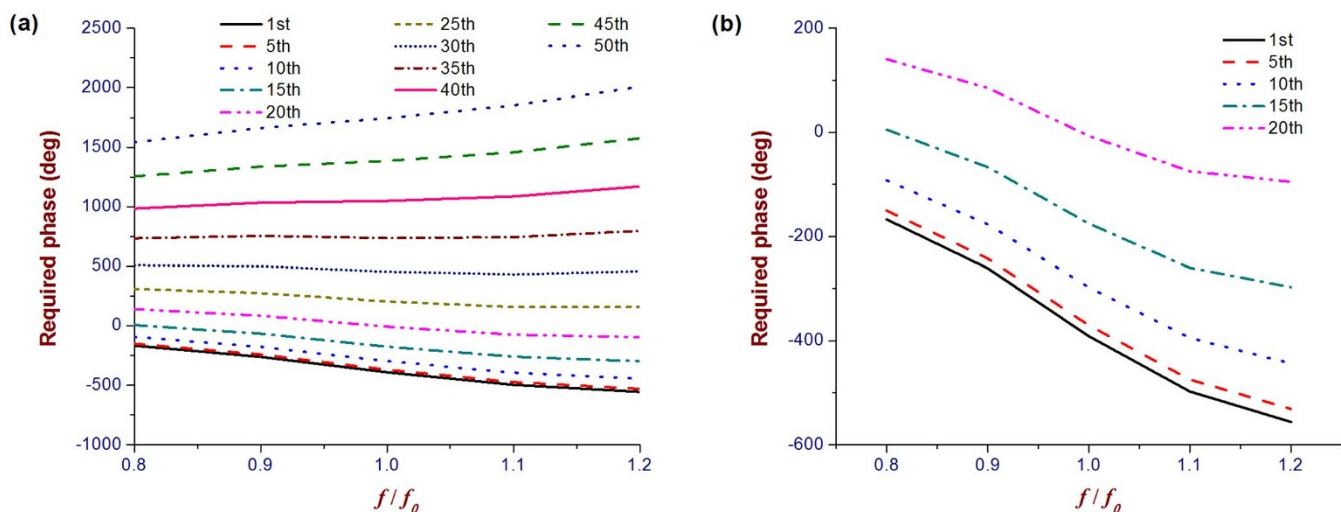 (a)
1st
5th
10th
15th
20th
25th
30th
35th
40th
45th
50th
2500
2000
1500
1000
500
0
-500
-1000
Required phase (deg)
0.8
0.9
1.0
1.1
1.2
f / f0
(b)
1st
5th
10th
15th
20th
200
0
-200
-400
-600
Required phase (deg)
0.8
0.9
1.0
1.1
1.2
f / f0